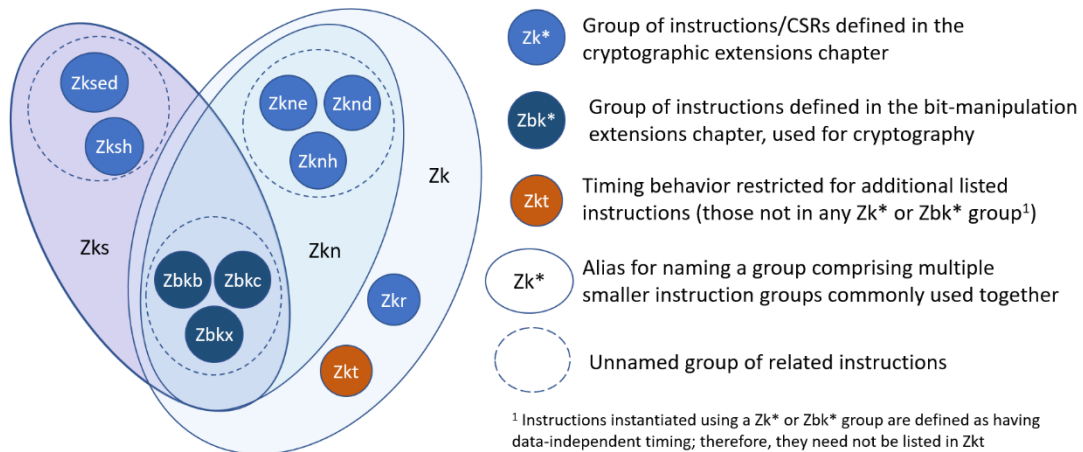 Zksed
Zksh
Zks
Zkne
Zknd
Zknh
Zk
Zkn
Zbkb
Zbkc
Zbkx
Zkr
Zkt
Zk*
Group of instructions/CSRs defined in the
cryptographic extensions chapter
Zbk*
Group of instructions defined in the bit-manipulation
extensions chapter, used for cryptography
Zkt
Timing behavior restricted for additional listed
instructions (those not in any Zk* or Zbk* group¹)
Zk*
Alias for naming a group comprising multiple
smaller instruction groups commonly used together
Unnamed group of related instructions
¹ Instructions instantiated using a Zk* or Zbk* group are defined as having
data-independent timing; therefore, they need not be listed in Zkt